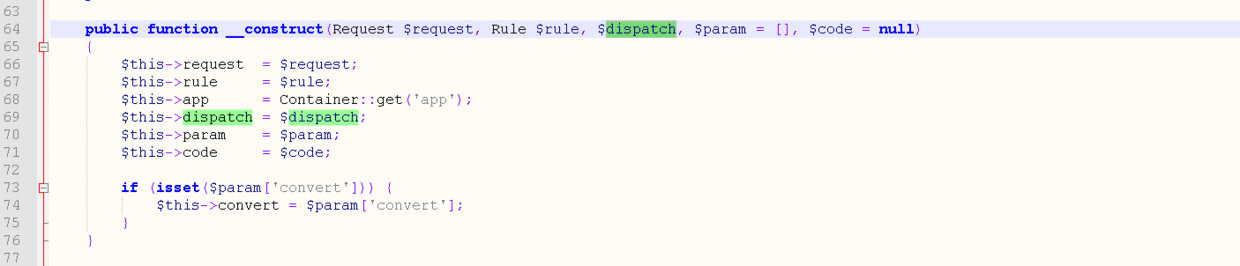 63
64 public function __construct(Request $request, Rule $rule, $dispatch, $param = [], $code = null)
65 {
66 $this->request = $request;
67 $this->rule = $rule;
68 $this->app = Container::get('app');
69 $this->dispatch = $dispatch;
70 $this->param = $param;
71 $this->code = $code;
72
73 if (isset($param['convert'])) {
74 $this->convert = $param['convert'];
75 }
76 }
77